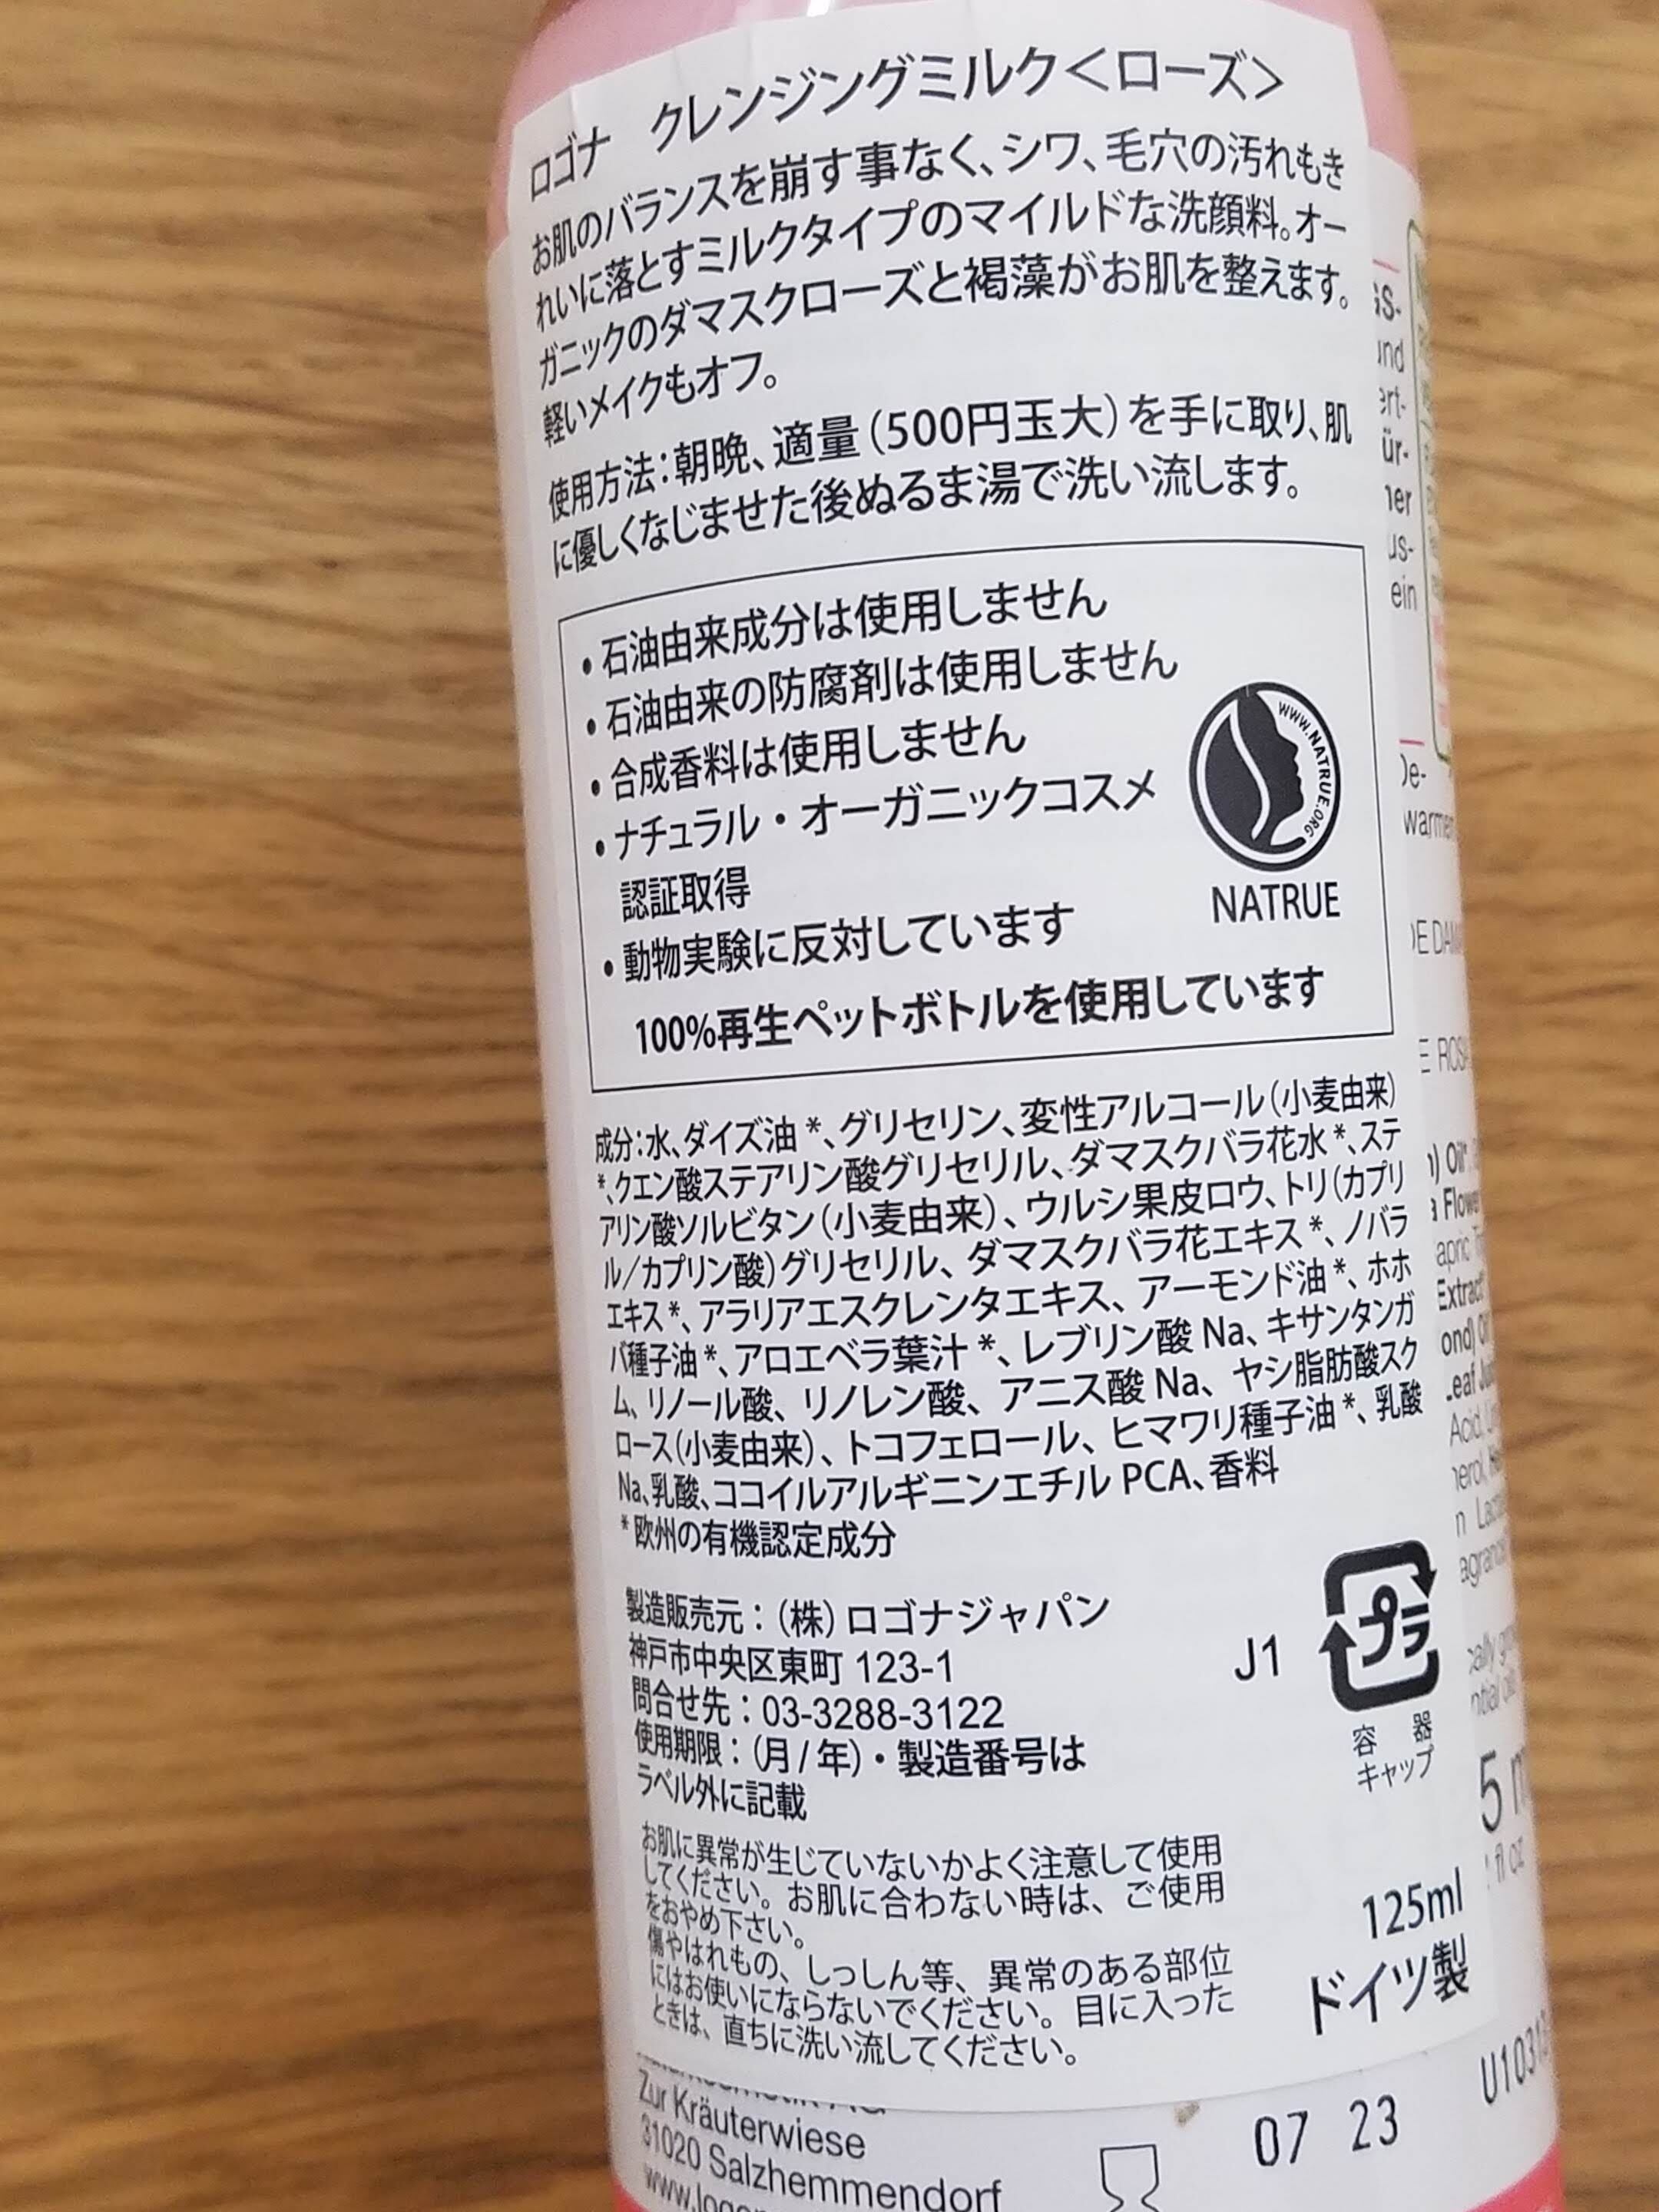 ロゴナ クレンジングミルク＜ローズ＞
お肌のバランスを崩す事なく、シワ、毛穴の汚れもき
れいに落とすミルクタイプのマイルドな洗顔料。オー
ガニックのダマスクローズと褐藻がお肌を整えます。
軽いメイクもオフ。
使用方法：朝晩、適量（500円玉大）を手に取り、肌
に優しくなじませた後ぬるま湯で洗い流します。
・石油由来成分は使用しません
・石油由来の防腐剤は使用しません
・合成香料は使用しません
・ナチュラル・オーガニックコスメ
認証取得
・動物実験に反対しています
100%再生ペットボトルを使用しています
WWW.NATRUE.ORG
NATRUE
成分：水、ダイズ油*、グリセリン、変性アルコール（小麦由来）
*、クエン酸ステアリン酸グリセリル、ダマスクバラ花水*、ステ
アリン酸ソルビタン（小麦由来）、ウルシ果皮ロウ、トリ（カプリ
ル/カプリン酸）グリセリル、ダマスクバラ花エキス*、ノバラ
エキス*、アラリアエスクレンタエキス、アーモンド油*、ホホ
バ種子油*、アロエベラ葉汁*、レブリン酸 Na、キサンタンガ
ム、リノール酸、リノレン酸、アニス酸 Na、ヤシ脂肪酸スク
ロース（小麦由来）、トコフェロール、ヒマワリ種子油*、乳酸
Na、乳酸、ココイルアルギニンエチル PCA、香料
*欧州の有機認定成分
製造販売元：（株）ロゴナジャパン
神戸市中央区東町 123-1
問合せ先：03-3288-3122
使用期限：（月/年）・製造番号は
ラベル外に記載
J1
プラ
容 器
キャップ
お肌に異常が生じていないかよく注意して使用
してください。お肌に合わない時は、ご使用
をおやめ下さい。
傷やはれもの、しっしん等、異常のある部位
にはお使いにならないでください。目に入った
ときは、直ちに洗い流してください。
125ml
ドイツ製
Zur Kräuterwiese
31020 Salzhemmendorf
07 23